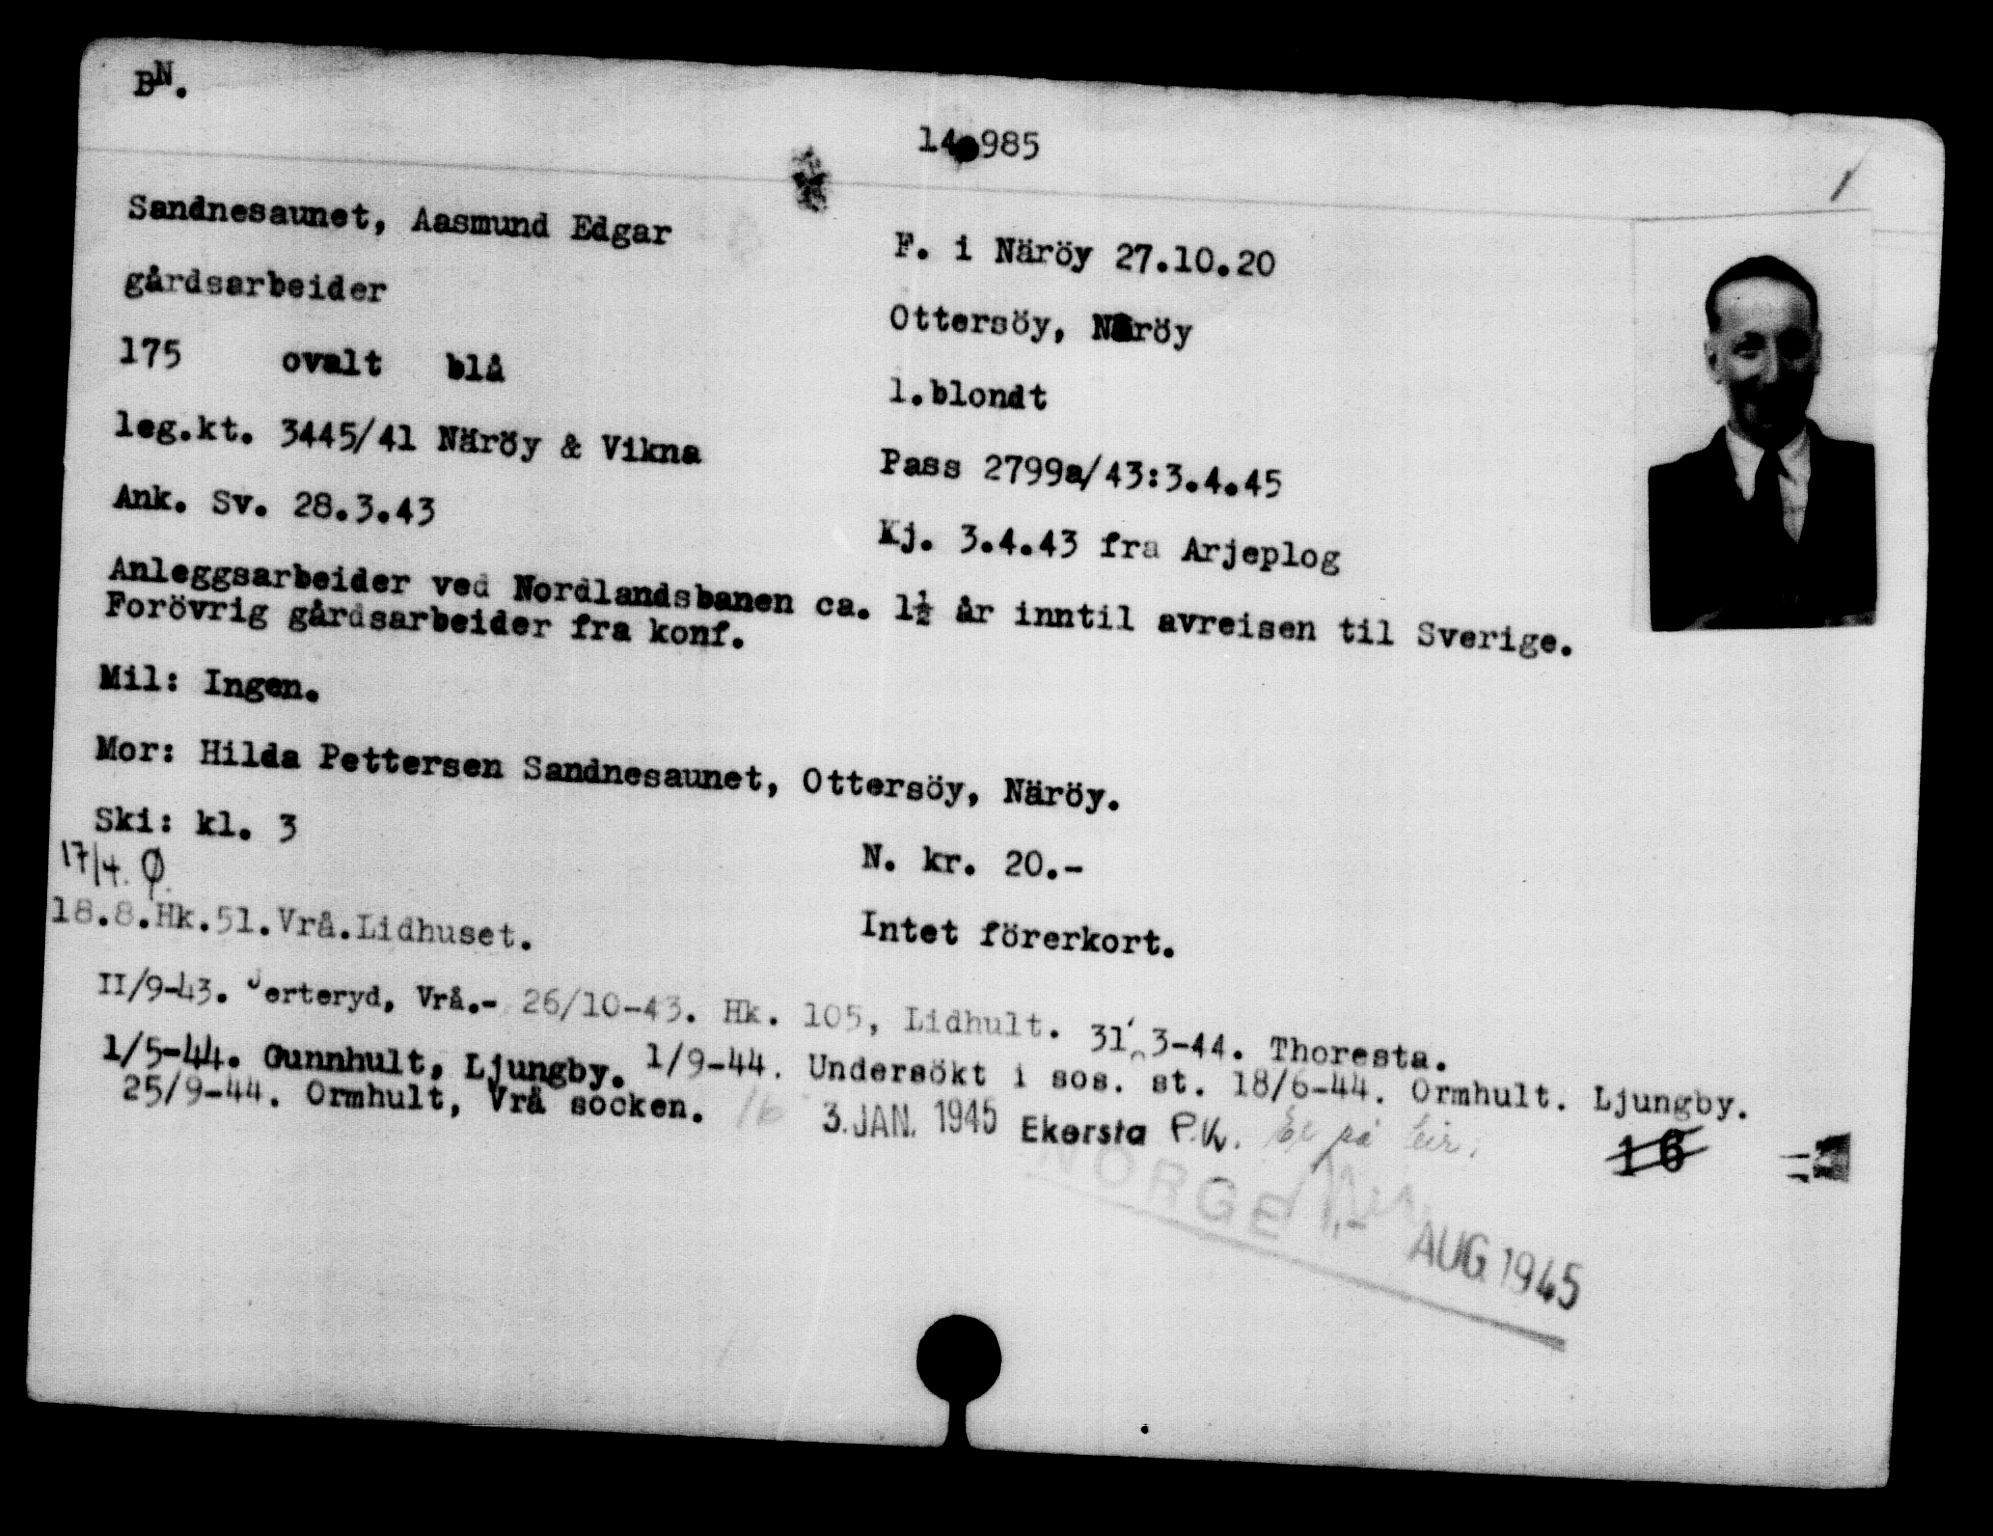 BN.
14.985
Sandnesaunet, Aasmund Edgar
F. i Näröy 27.10.20
gårdsarbeider
Ottersöy, Näröy
175 ovalt blå
l.blondt
leg.kt. 3445/41 Näröy & Vikna
Pass 2799a/43:3.4.45
Ank. Sv. 28.3.43
Kj. 3.4.43 fra Arjeplog
Anleggsarbeider ved Nordlandsbanen ca. 1½ år inntil avreisen til Sverige.
Forövrig gårdsarbeider fra konf.
Mil: Ingen.
Mor: Hilda Pettersen Sandnesaunet, Ottersöy, Näröy.
Ski: kl. 3
N. kr. 20.-
17/4. Ø.
18.8.Hk.51.Vrå.Lidhuset.
Intet förerkort.
II/9-43. Jerteryd, Vrå.- 26/10-43. Hk. 105, Lidhult. 31/3-44. Thoresta.
1/5-44. Gunnhult, Ljungby. 1/9-44. Undersökt i sos. st. 18/6-44. Ormhult. Ljungby.
25/9-44. Ormhult, Vrå socken. 16 3.JAN. 1945 Ekersta P.V. på
16
NORGE
AUG 1945